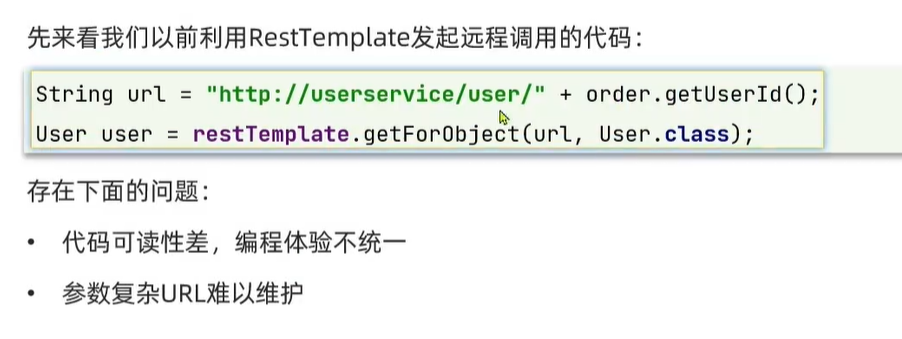 先来看我们以前利用RestTemplate发起远程调用的代码：
String url = "http://userservice/user/" + order.getUserId();
User user = restTemplate.getForObject(url, User.class);
存在下面的问题：
• 代码可读性差，编程体验不统一
• 参数复杂URL难以维护